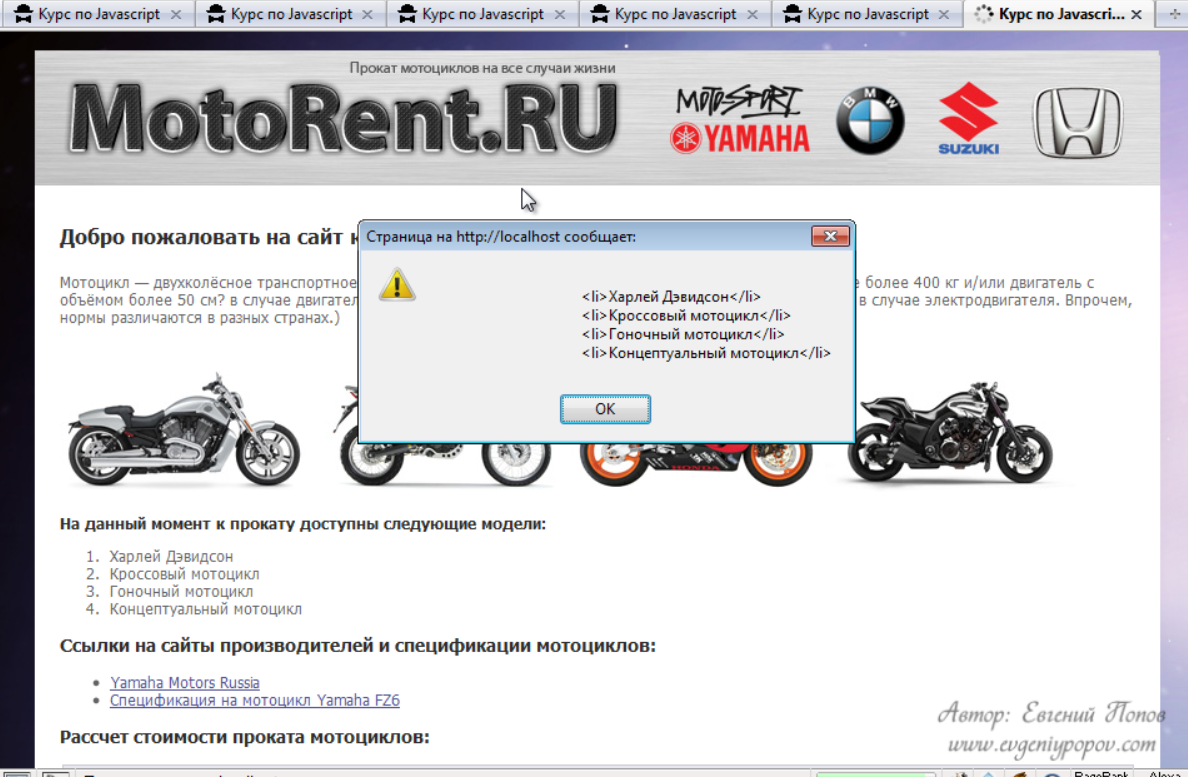 Курс по Javascript
Курс по Javascript
Курс по Javascript
Курс по Javascript
Курс по Javascript
Курс по Javascri...
Прокат мотоциклов на все случаи жизни
MotoRent.RU
MOTOSPORT
YAMAHA
BMW
SUZUKI
Добро пожаловать на сайт к
Мотоцикл — двухколёсное транспортное
е более 400 кг и/или двигатель с
объёмом более 50 см? в случае двигател
в случае электродвигателя. Впрочем,
нормы различаются в разных странах.)
Страница на http://localhost сообщает:
<li>Харлей Дэвидсон</li>
<li>Кроссовый мотоцикл</li>
<li>Гоночный мотоцикл</li>
<li>Концептуальный мотоцикл</li>
OK
HONDA
На данный момент к прокату доступны следующие модели:
1. Харлей Дэвидсон
2. Кроссовый мотоцикл
3. Гоночный мотоцикл
4. Концептуальный мотоцикл
Ссылки на сайты производителей и спецификации мотоциклов:
• Yamaha Motors Russia
• Спецификация на мотоцикл Yamaha FZ6
Рассчет стоимости проката мотоциклов:
Автор: Евгений Попов
www.evgeniypopov.com
PageRank
Alexa